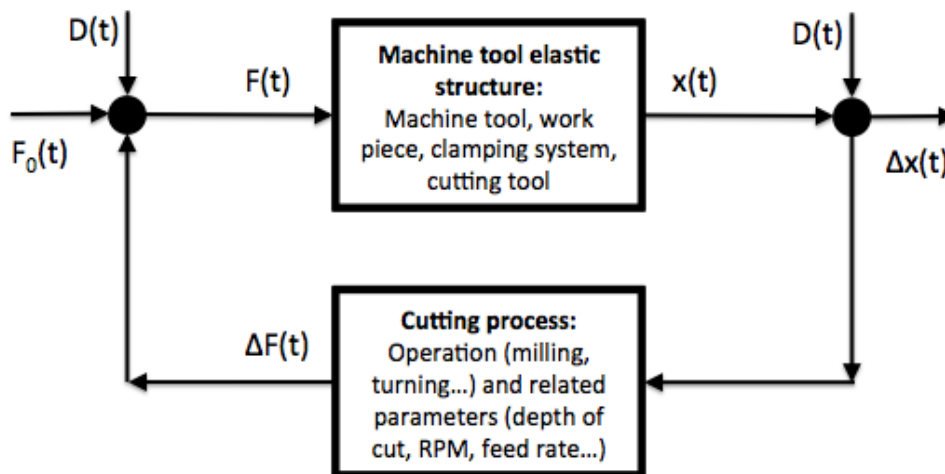 D(t)
D(t)
F₀(t)
F(t)
Machine tool elastic
structure:
Machine tool, work
piece, clamping system,
cutting tool
x(t)
Δx(t)
ΔF(t)
Cutting process:
Operation (milling,
turning...) and related
parameters (depth of
cut, RPM, feed rate...)